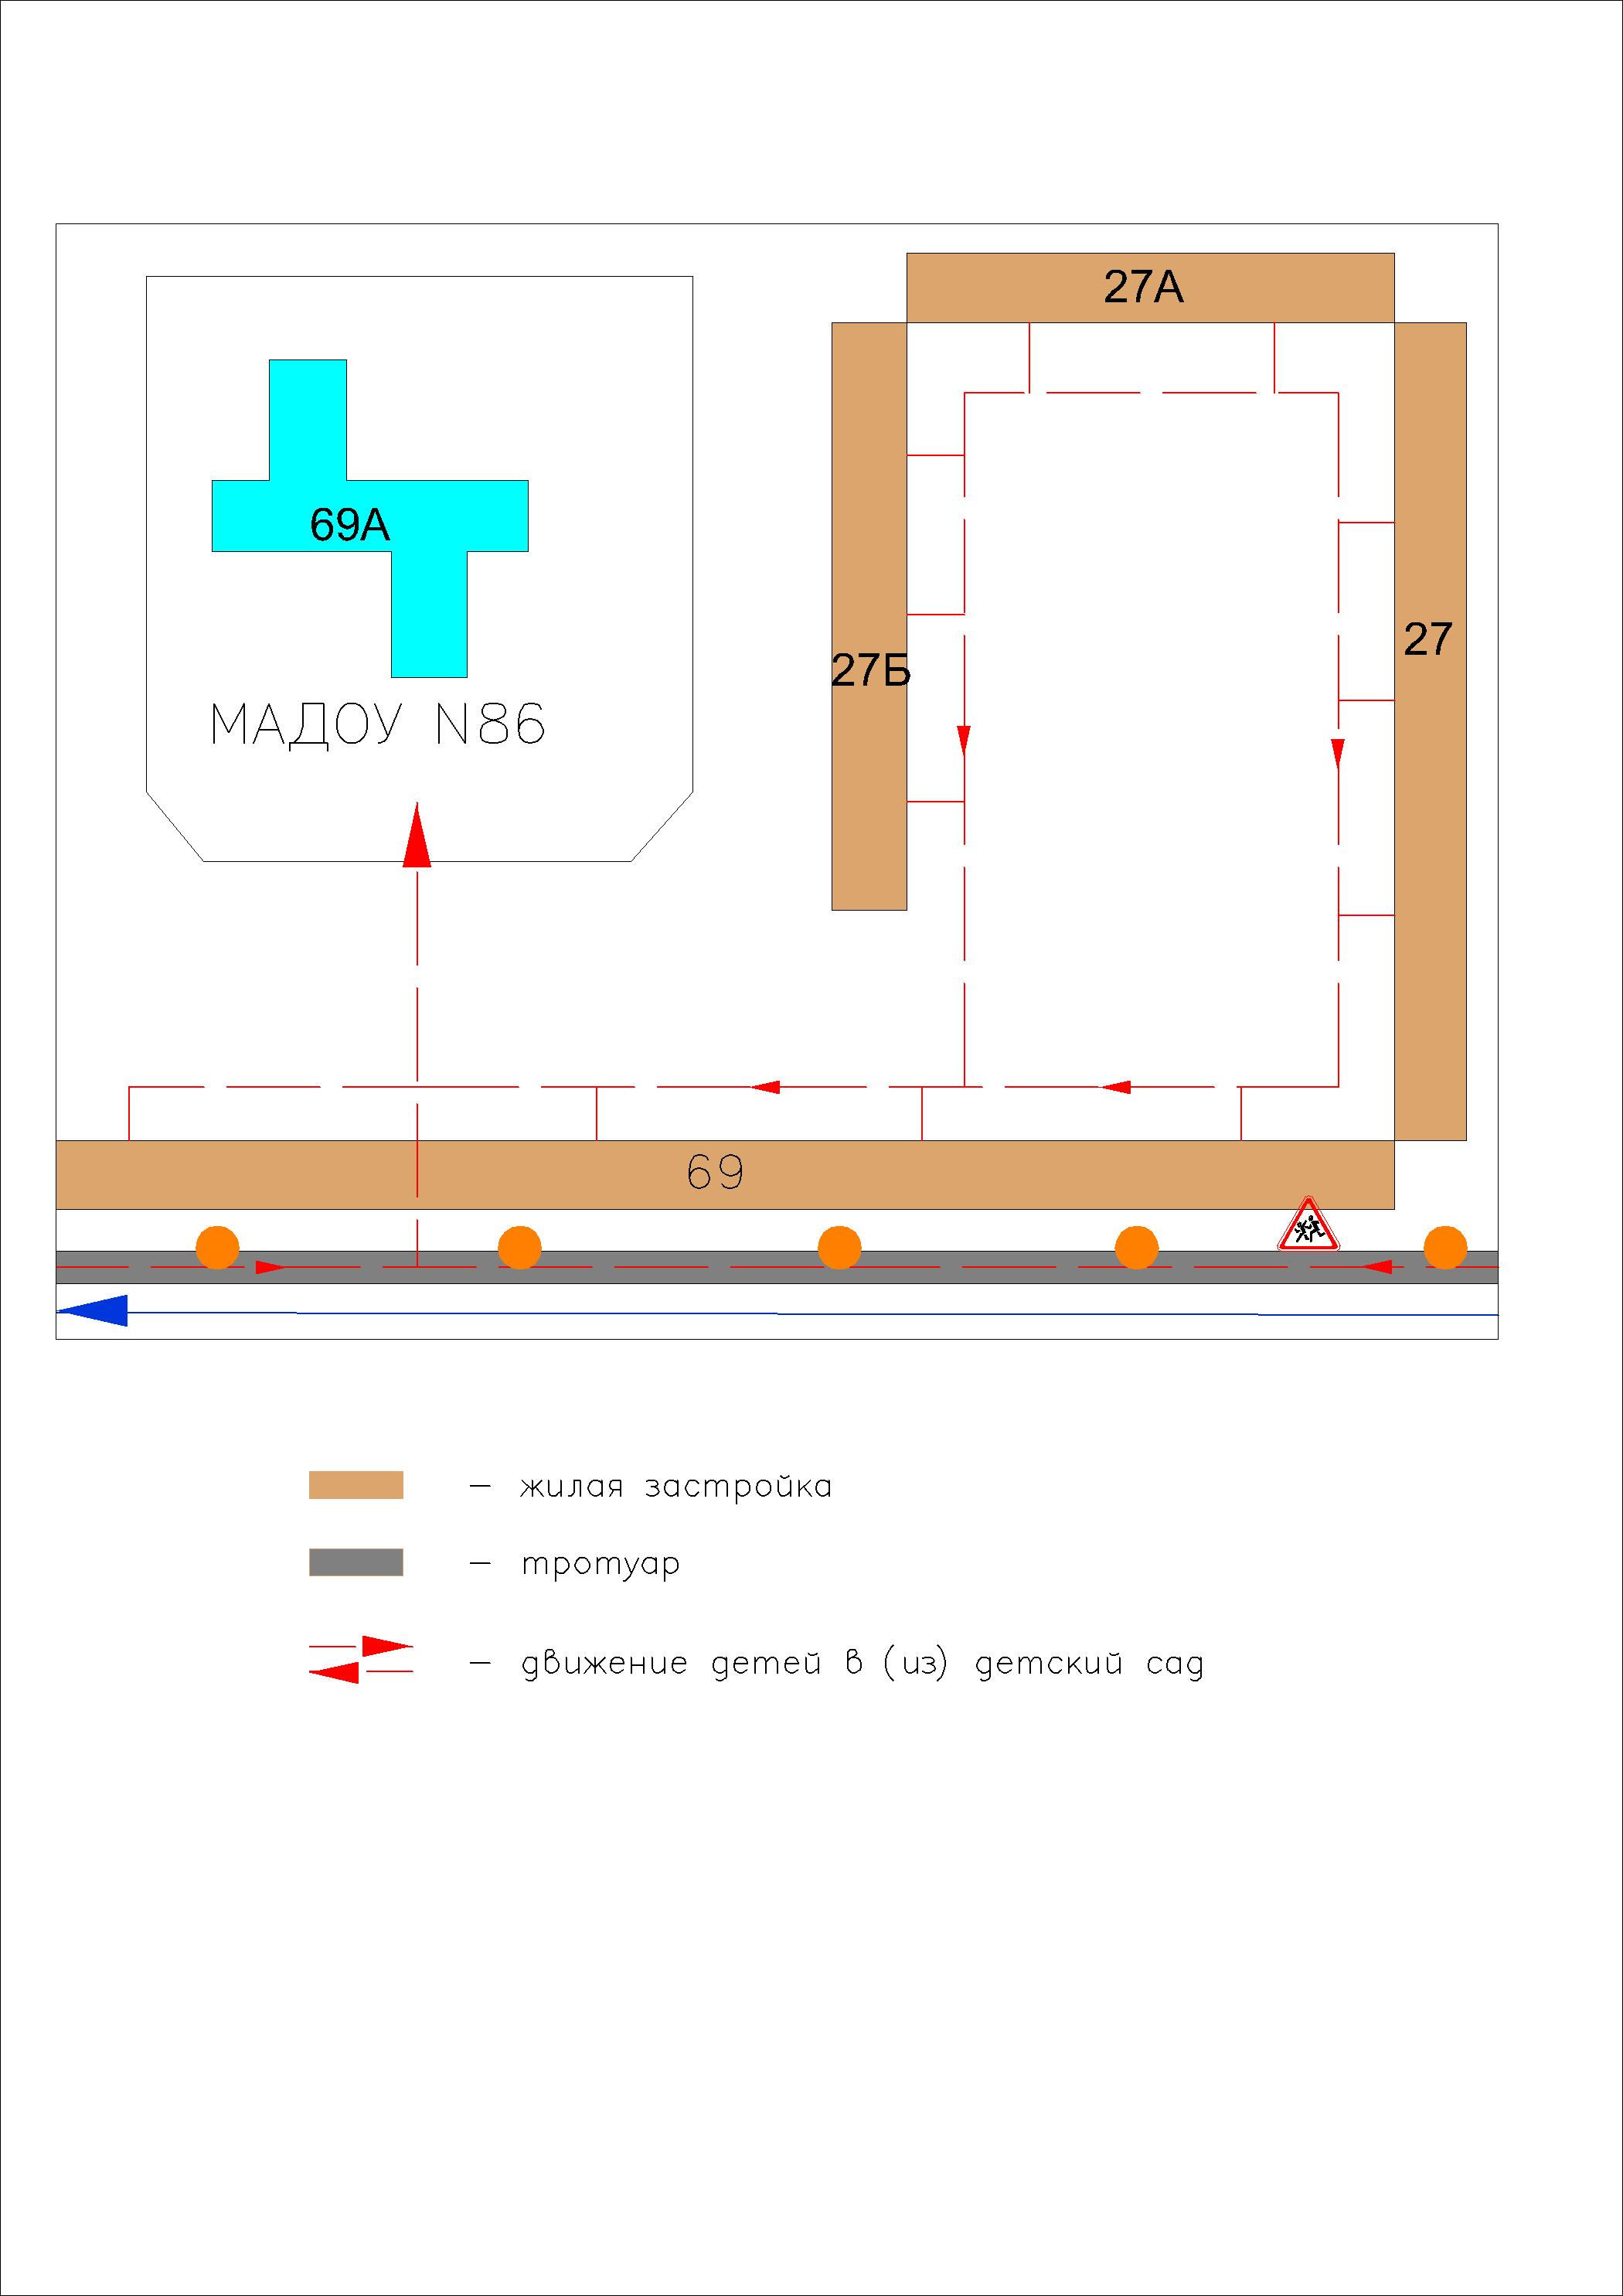 27А
69А
27
27Б
МАДОУ N86
69
– жилая застройка
– тротуар
– движение детей в (из) детский сад